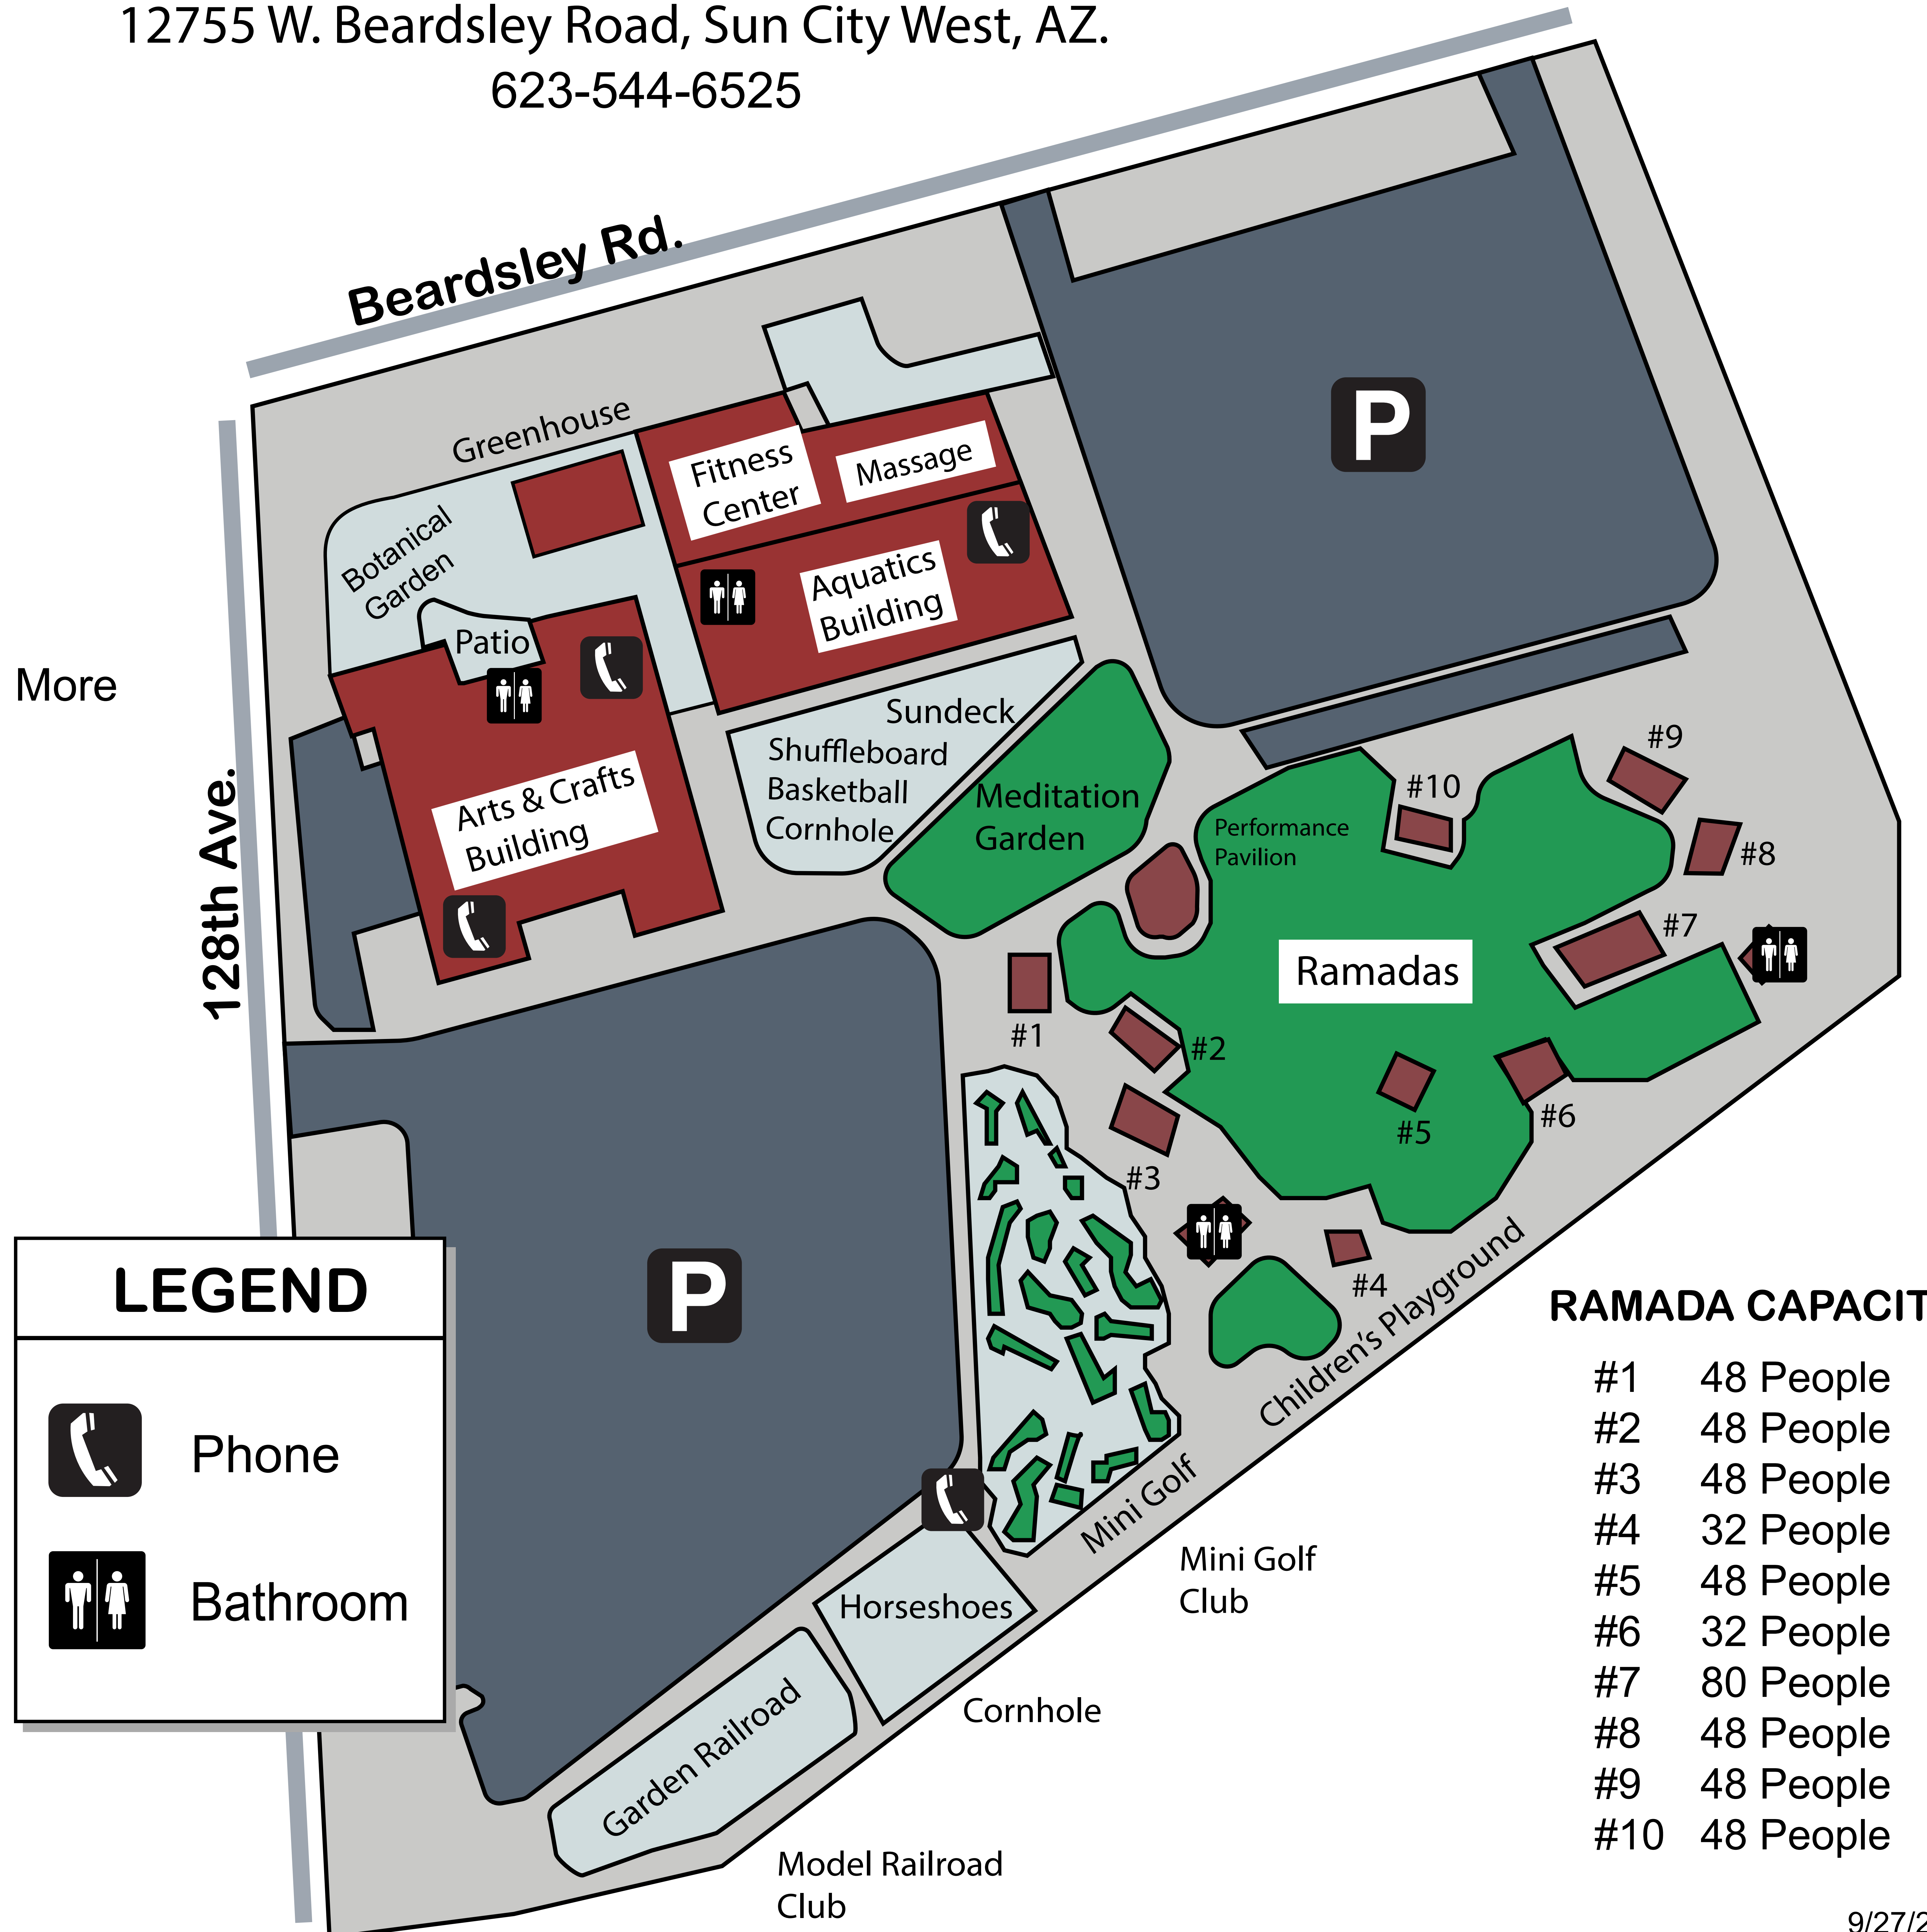 12755 W. Beardsley Road, Sun City West, AZ.
623-544-6525
Beardsley Rd.
128th Ave.
More
Greenhouse
Botanical
Garden
Patio
Fitness
Center
Massage
Aquatics
Building
P
Arts & Crafts
Building
Sundeck
Shuffleboard
Basketball
Cornhole
Meditation
Garden
Performance
Pavilion
#10
#9
#8
#7
Ramadas
#1
#2
#3
#5
#6
#4
P
Children's Playground
Mini Golf
Mini Golf
Club
Horseshoes
Cornhole
Garden Railroad
Model Railroad
Club
LEGEND
Phone
Bathroom
RAMADA CAPACIT
#1 48 People
#2 48 People
#3 48 People
#4 32 People
#5 48 People
#6 32 People
#7 80 People
#8 48 People
#9 48 People
#10 48 People
9/27/2